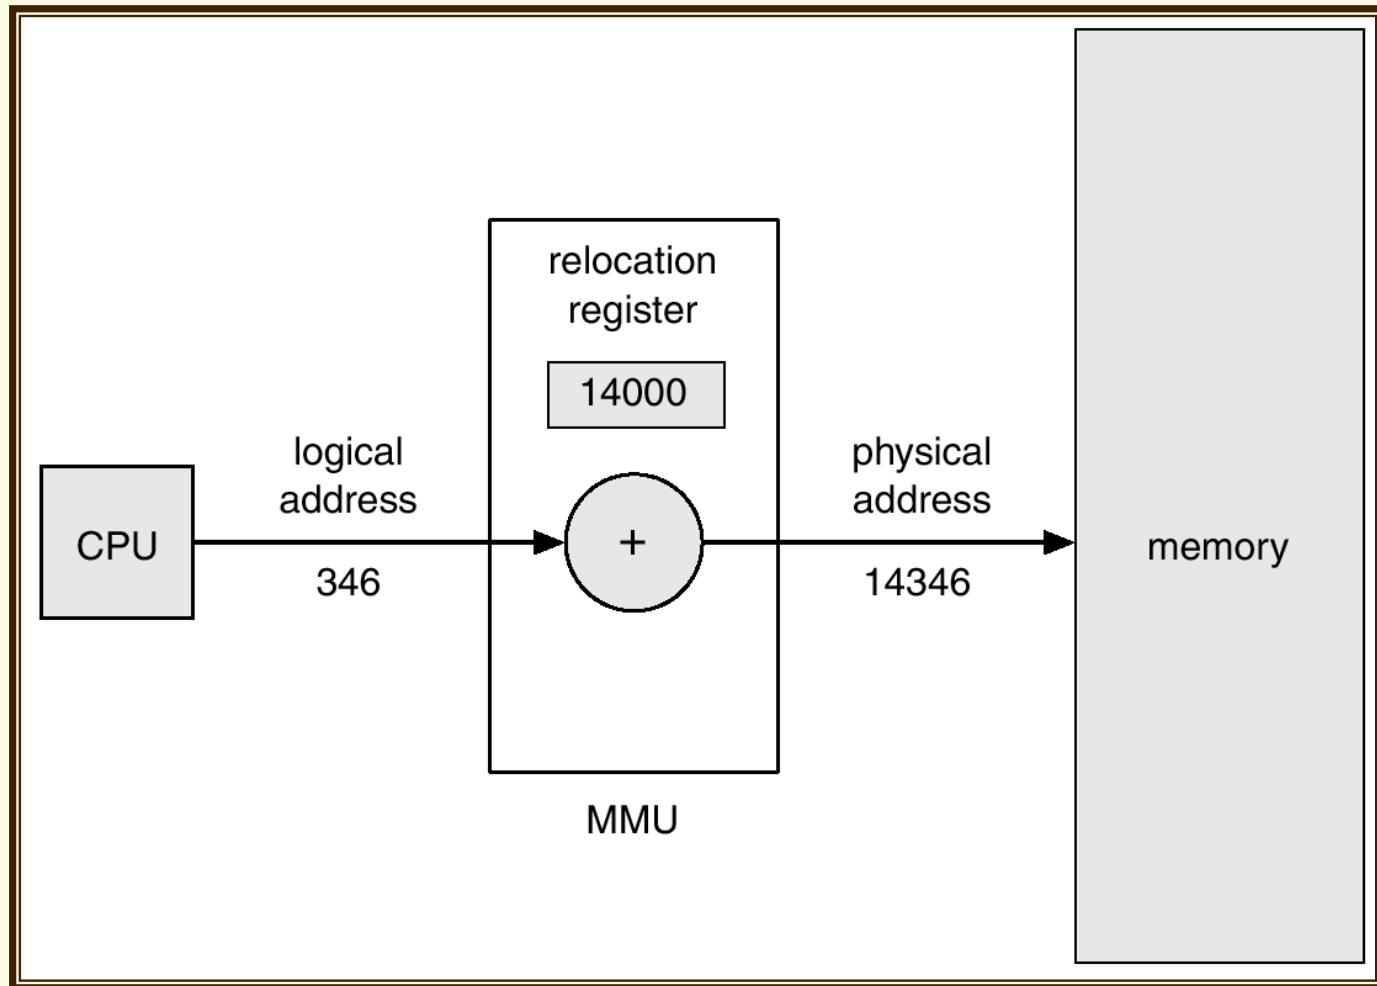 relocation
register
14000
logical
address
physical
address
CPU
+
memory
346
14346
MMU